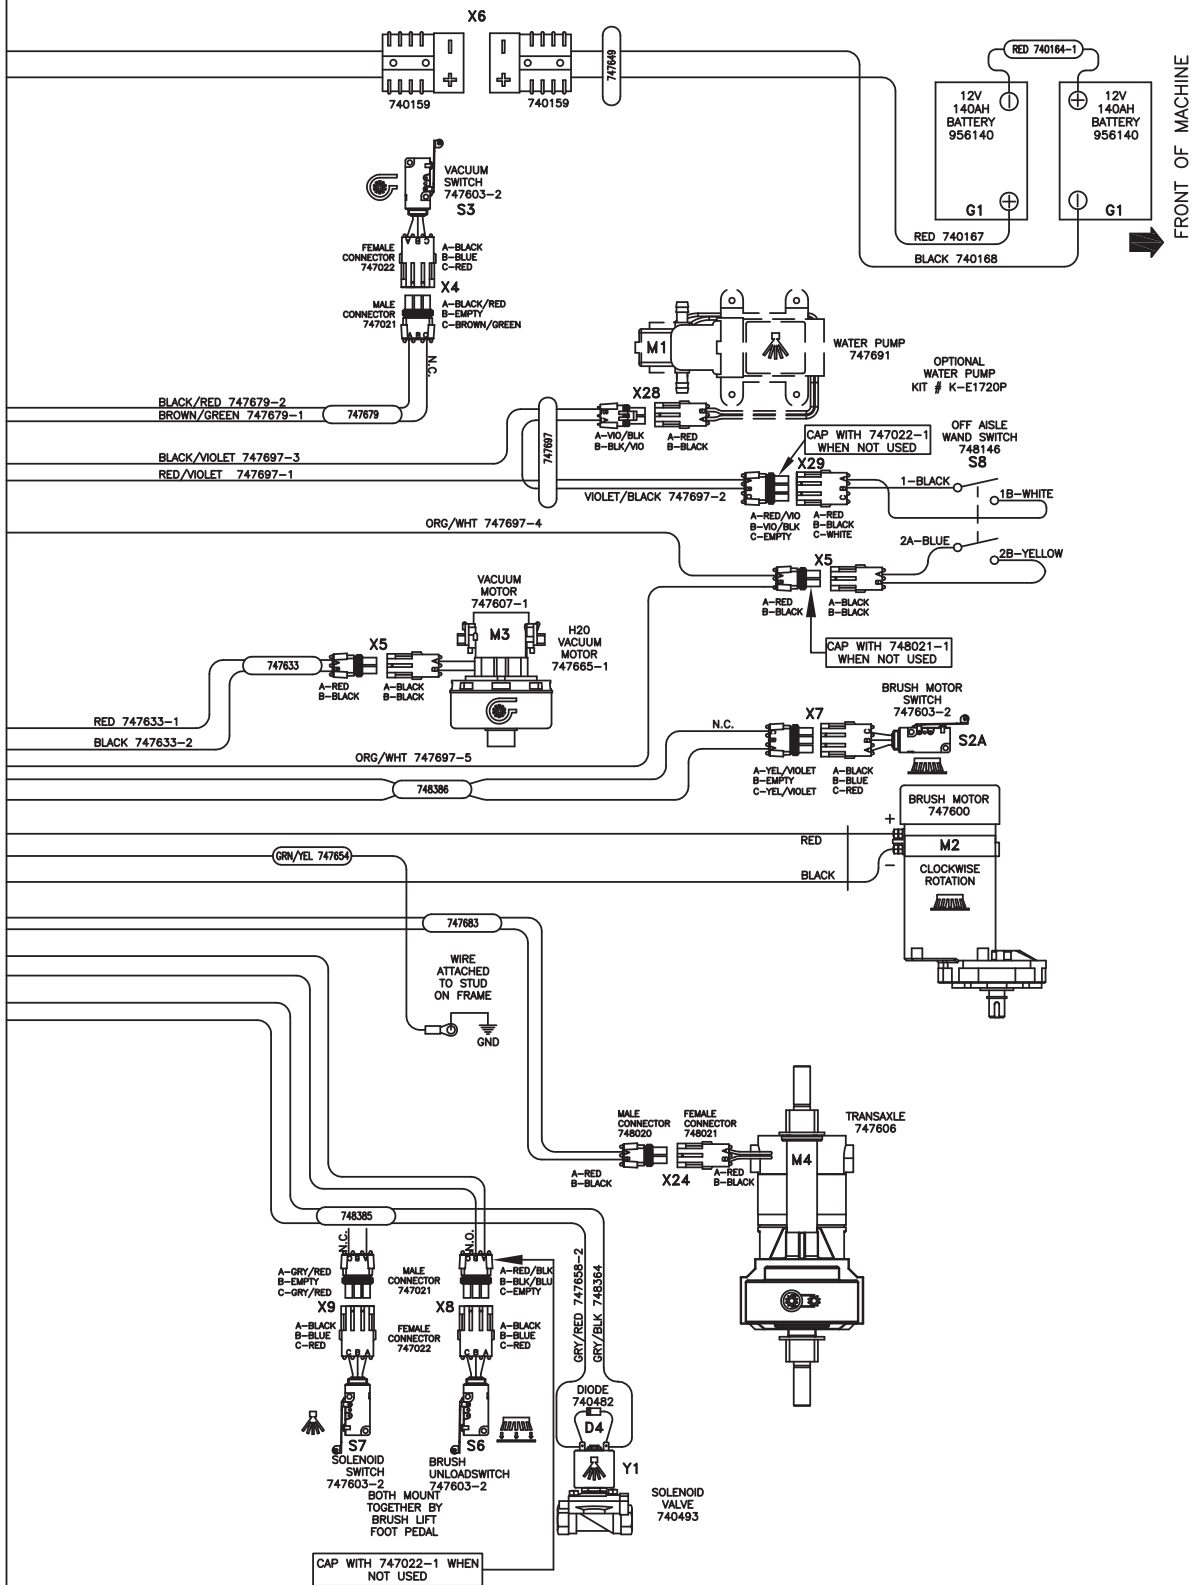 X6
740159
740159
747649
RED 740164-1
12V
140AH
BATTERY
956140
G1
12V
140AH
BATTERY
956140
G1
FRONT OF MACHINE
RED 740167
BLACK 740168
VACUUM
SWITCH
747603-2
S3
C B A
FEMALE
CONNECTOR
747022
A-BLACK
B-BLUE
C-RED
X4
MALE
CONNECTOR
747021
A-BLACK/RED
B-EMPTY
C-BROWN/GREEN
A B C
N.C.
BLACK/RED 747679-2
BROWN/GREEN 747679-1
747679
M1
WATER PUMP
747691
OPTIONAL
WATER PUMP
KIT # K-E1720P
X28
A-VIO/BLK
B-BLK/VIO
A-RED
B-BLACK
747697
BLACK/VIOLET 747697-3
RED/VIOLET 747697-1
VIOLET/BLACK 747697-2
CAP WITH 747022-1
WHEN NOT USED
X29
A-RED/VIO
B-VIO/BLK
C-EMPTY
A-RED
B-BLACK
C-WHITE
OFF AISLE
WAND SWITCH
748146
S8
1-BLACK
1B-WHITE
2A-BLUE
2B-YELLOW
ORG/WHT 747697-4
X5
A-RED
B-BLACK
A-BLACK
B-BLACK
CAP WITH 748021-1
WHEN NOT USED
VACUUM
MOTOR
747607-1
M3
H20
VACUUM
MOTOR
747665-1
X5
747633
A-RED
B-BLACK
A-BLACK
B-BLACK
RED 747633-1
BLACK 747633-2
ORG/WHT 747697-5
748386
N.C.
X7
A-YEL/VIOLET
B-EMPTY
C-YEL/VIOLET
A-BLACK
B-BLUE
C-RED
BRUSH MOTOR
SWITCH
747603-2
S2A
BRUSH MOTOR
747600
+
RED
M2
BLACK
−
CLOCKWISE
ROTATION
GRN/YEL 747654
747683
WIRE
ATTACHED
TO STUD
ON FRAME
GND
MALE
CONNECTOR
748020
FEMALE
CONNECTOR
748021
A-RED
B-BLACK
X24
A-RED
B-BLACK
TRANSAXLE
747606
M4
748385
N.C.
N.O.
A-GRY/RED
B-EMPTY
C-GRY/RED
MALE
CONNECTOR
747021
A-RED/BLK
B-BLK/BLU
C-EMPTY
X9
X8
A-BLACK
B-BLUE
C-RED
FEMALE
CONNECTOR
747022
A-BLACK
B-BLUE
C-RED
C B A
C B A
GRY/RED 747658-2
GRY/BLK 748364
DIODE
740482
D4
Y1
SOLENOID
VALVE
740493
S7
SOLENOID
SWITCH
747603-2
S6
BRUSH
UNLOADSWITCH
747603-2
BOTH MOUNT
TOGETHER BY
BRUSH LIFT
FOOT PEDAL
CAP WITH 747022-1 WHEN
NOT USED